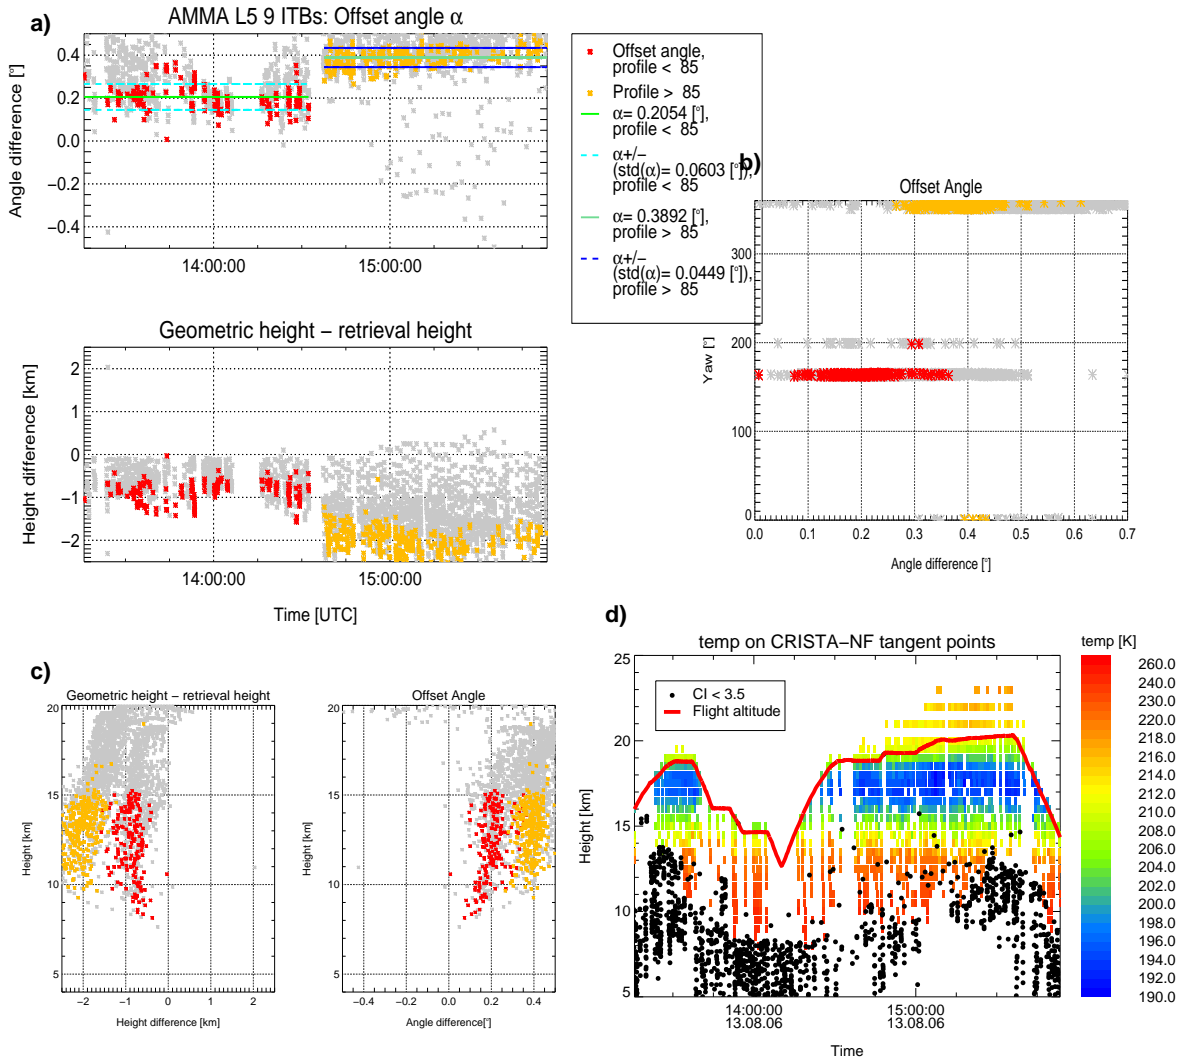 a)
AMMA L5 9 ITBs: Offset angle α
Angle difference [°]
0.4
0.2
0.0
−0.2
−0.4
14:00:00
15:00:00
Offset angle,
profile < 85
Profile > 85
α= 0.2054 [°],
profile < 85
α+/−
(std(α)= 0.0603 [°]),
profile < 85
α= 0.3892 [°],
profile > 85
α+/−
(std(α)= 0.0449 [°]),
profile > 85
Geometric height − retrieval height
Height difference [km]
2
1
0
−1
−2
14:00:00
15:00:00
Time [UTC]
b)
Offset Angle
Yaw [°]
300
200
100
0
0.0
0.1
0.2
0.3
0.4
0.5
0.6
0.7
Angle difference [°]
c)
Geometric height − retrieval height
Height [km]
20
15
10
5
−2
−1
0
1
2
Height difference [km]
Offset Angle
Height [km]
20
15
10
5
−0.4
−0.2
0.0
0.2
0.4
Angle difference[°]
d)
temp on CRISTA−NF tangent points
Height [km]
25
20
15
10
5
CI < 3.5
Flight altitude
14:00:00
13.08.06
15:00:00
13.08.06
Time
temp [K]
260.0
240.0
230.0
220.0
218.0
216.0
214.0
212.0
210.0
208.0
206.0
204.0
202.0
200.0
198.0
196.0
194.0
192.0
190.0